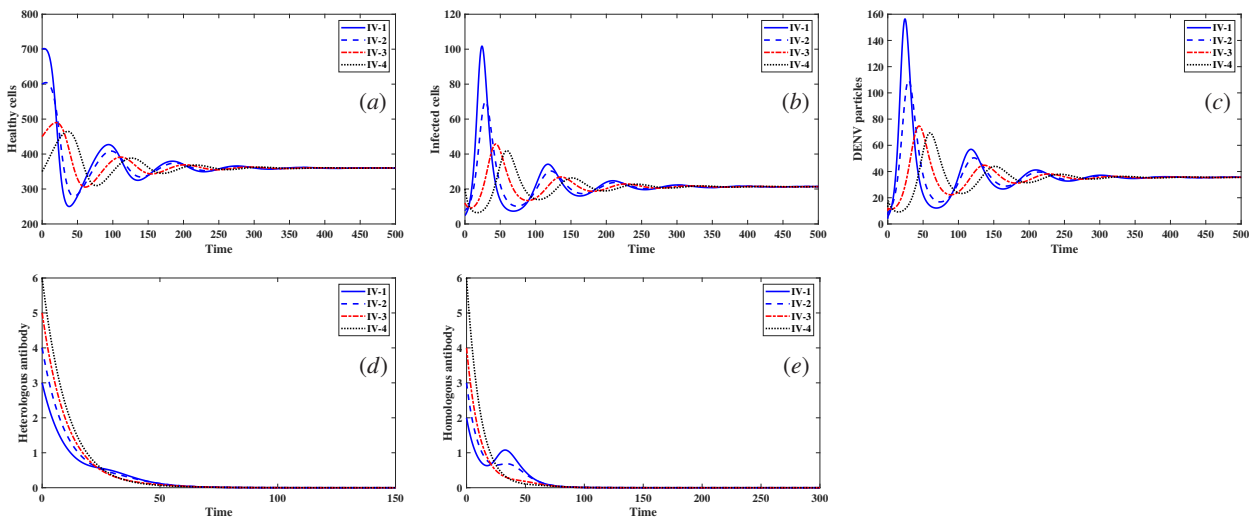 800
700
600
500
400
300
200
Healthy cells
IV-1
IV-2
IV-3
IV-4
(a)
0 50 100 150 200 250 300 350 400 450 500
Time
120
100
80
60
40
20
0
Infected cells
IV-1
IV-2
IV-3
IV-4
(b)
0 50 100 150 200 250 300 350 400 450 500
Time
160
140
120
100
80
60
40
20
0
DENV particles
IV-1
IV-2
IV-3
IV-4
(c)
0 50 100 150 200 250 300 350 400 450 500
Time
6
5
4
3
2
1
0
Heterologous antibody
IV-1
IV-2
IV-3
IV-4
(d)
0 50 100 150
Time
6
5
4
3
2
1
0
Homologous antibody
IV-1
IV-2
IV-3
IV-4
(e)
0 50 100 150 200 250 300
Time